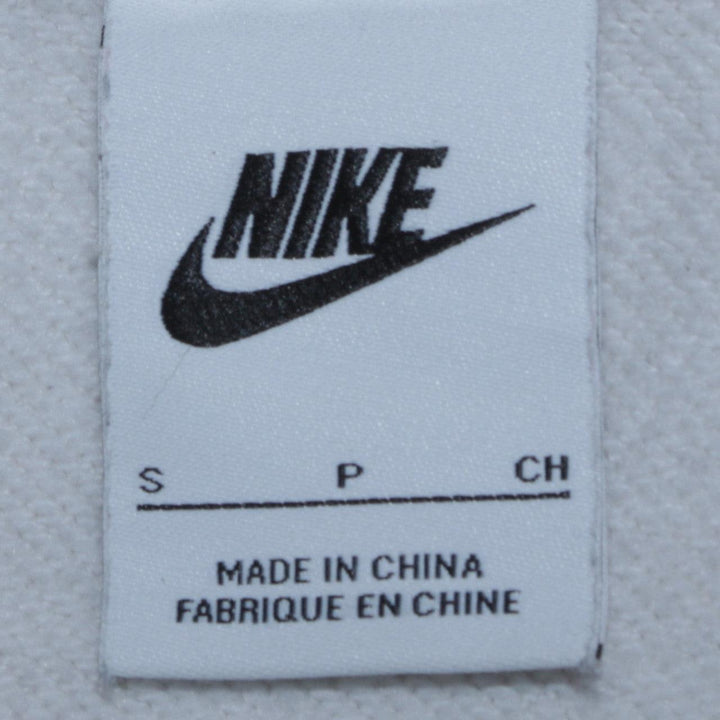 NIKE
S P CH
MADE IN CHINA
FABRIQUE EN CHINE